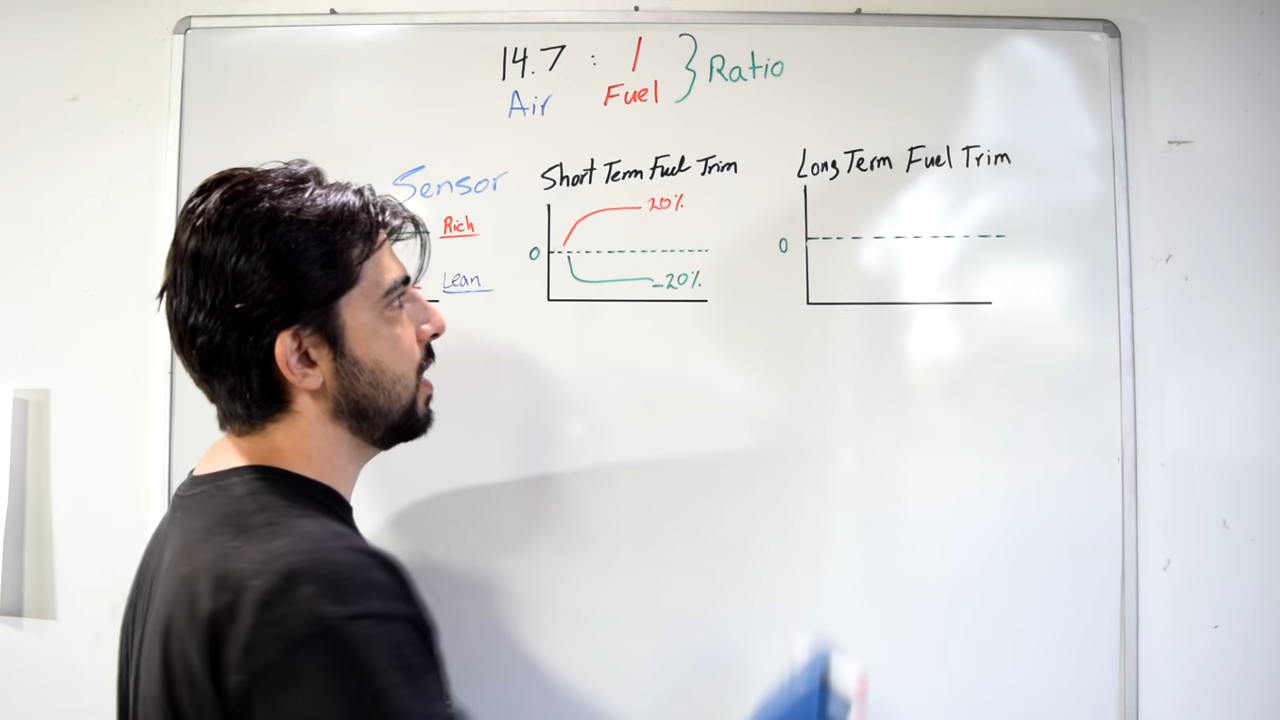 14.7 : 1 } Ratio
Air Fuel
Sensor
Rich
Lean
Short Term Fuel Trim
20%
0
-20%
Long Term Fuel Trim
0